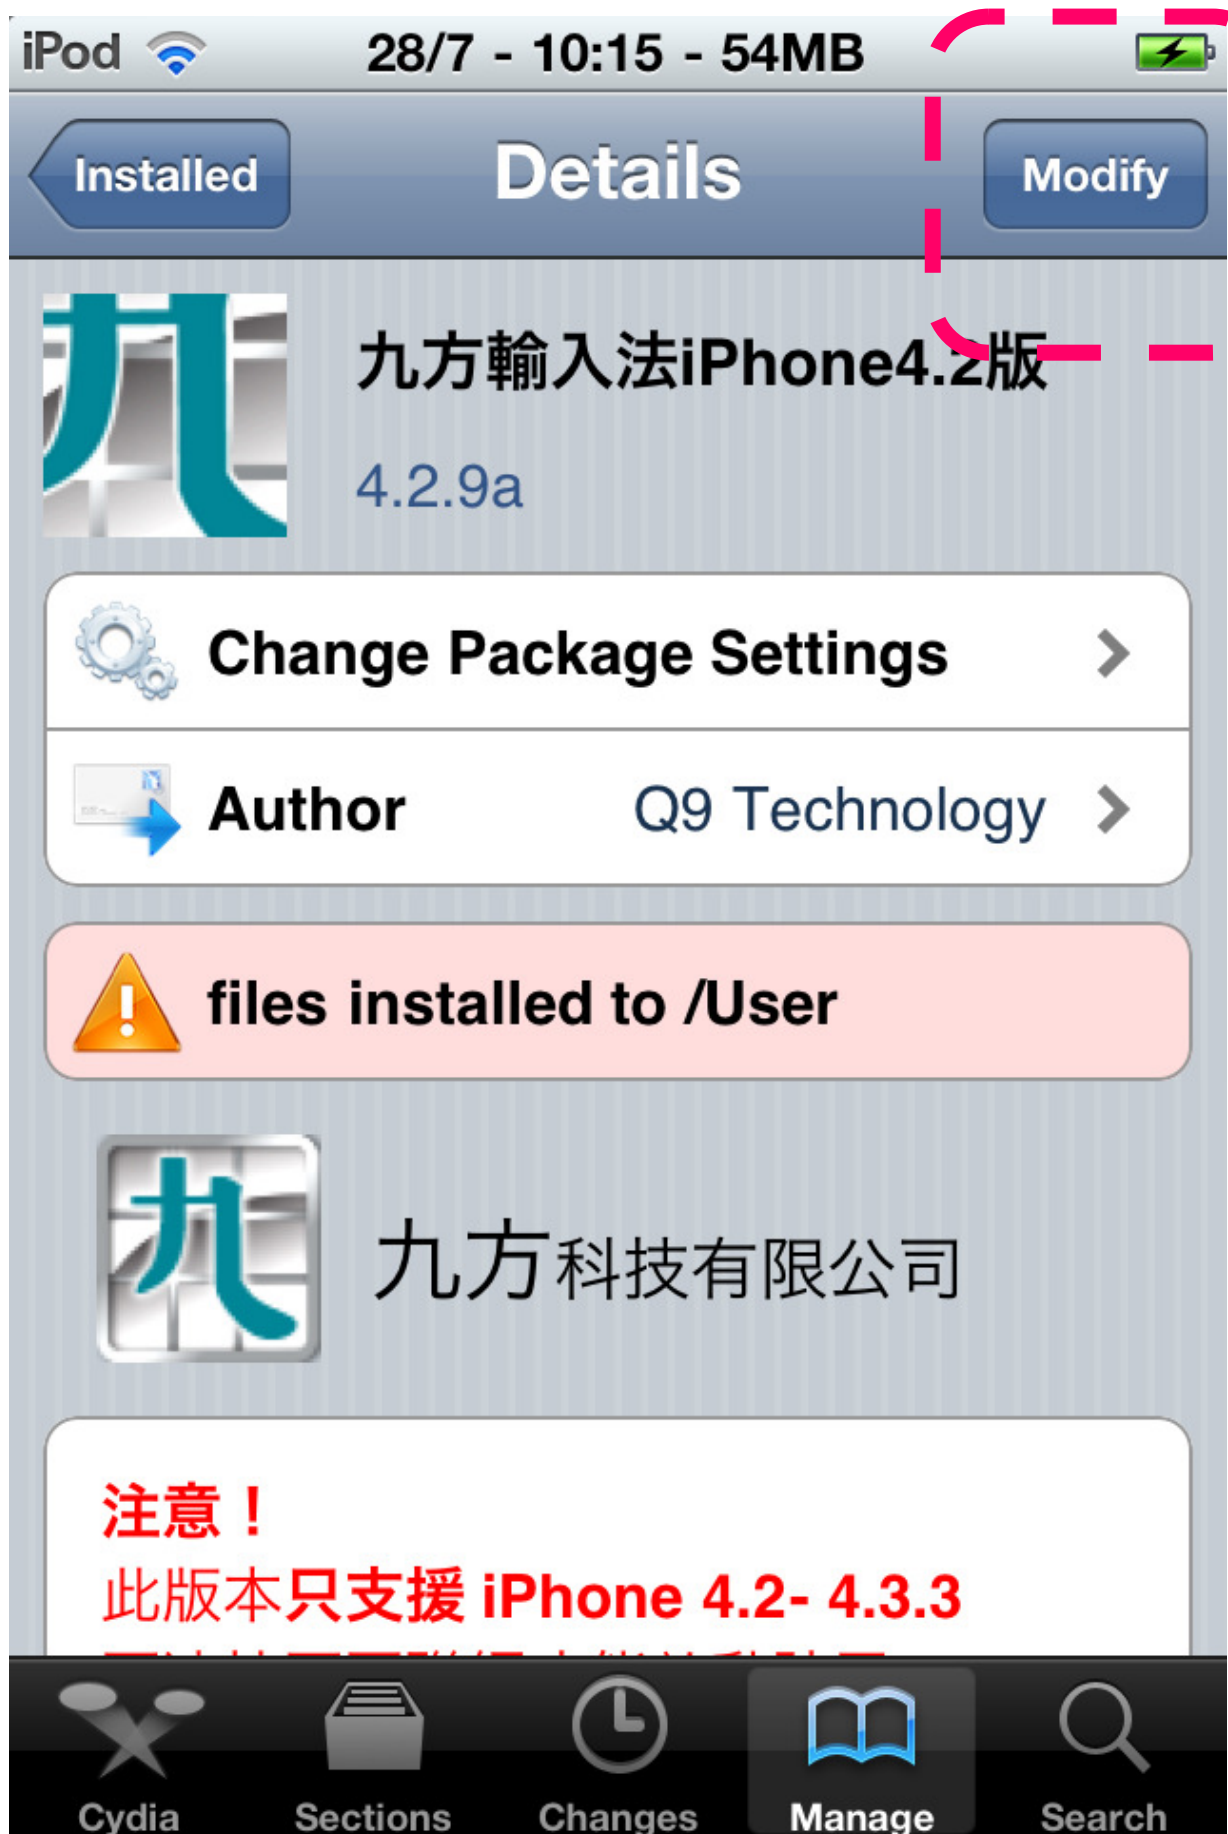 iPod 28/7 - 10:15 - 54MB
Installed Details Modify
九方輸入法iPhone4.2版
4.2.9a
Change Package Settings
Author Q9 Technology
files installed to /User
九
九方科技有限公司
注意！
此版本只支援 iPhone 4.2- 4.3.3
Cydia Sections Changes Manage Search